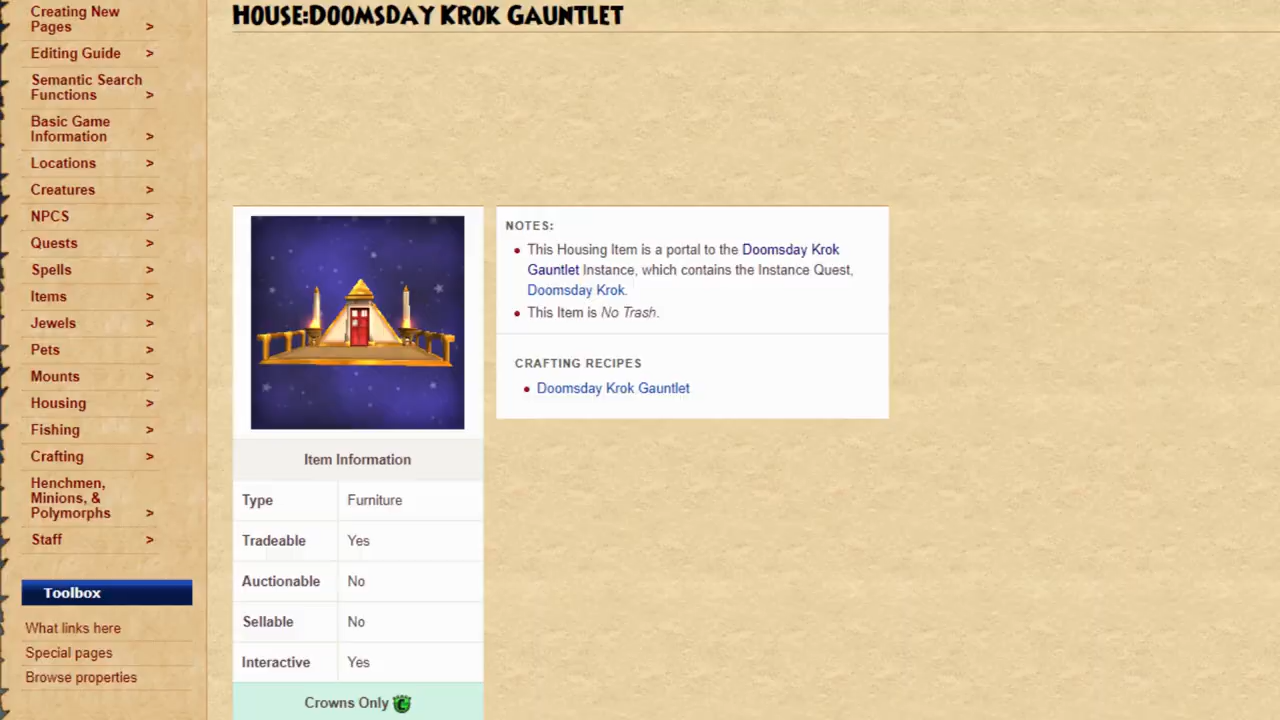 Creating New
Pages >
Editing Guide >
Semantic Search
Functions >
Basic Game
Information >
Locations >
Creatures >
NPCS >
Quests >
Spells >
Items >
Jewels >
Pets >
Mounts >
Housing >
Fishing >
Crafting >
Henchmen,
Minions, &
Polymorphs >
Staff >
Toolbox
What links here
Special pages
Browse properties
House:Doomsday Krok Gauntlet
Item Information
Type Furniture
Tradeable Yes
Auctionable No
Sellable No
Interactive Yes
Crowns Only
NOTES:
This Housing Item is a portal to the Doomsday Krok
Gauntlet Instance, which contains the Instance Quest,
Doomsday Krok.
This Item is No Trash.
CRAFTING RECIPES
Doomsday Krok Gauntlet